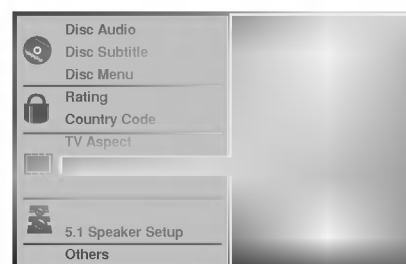 Disc Audio
Disc Subtitle
Disc Menu
Rating
Country Code
TV Aspect
5.1 Speaker Setup
Others